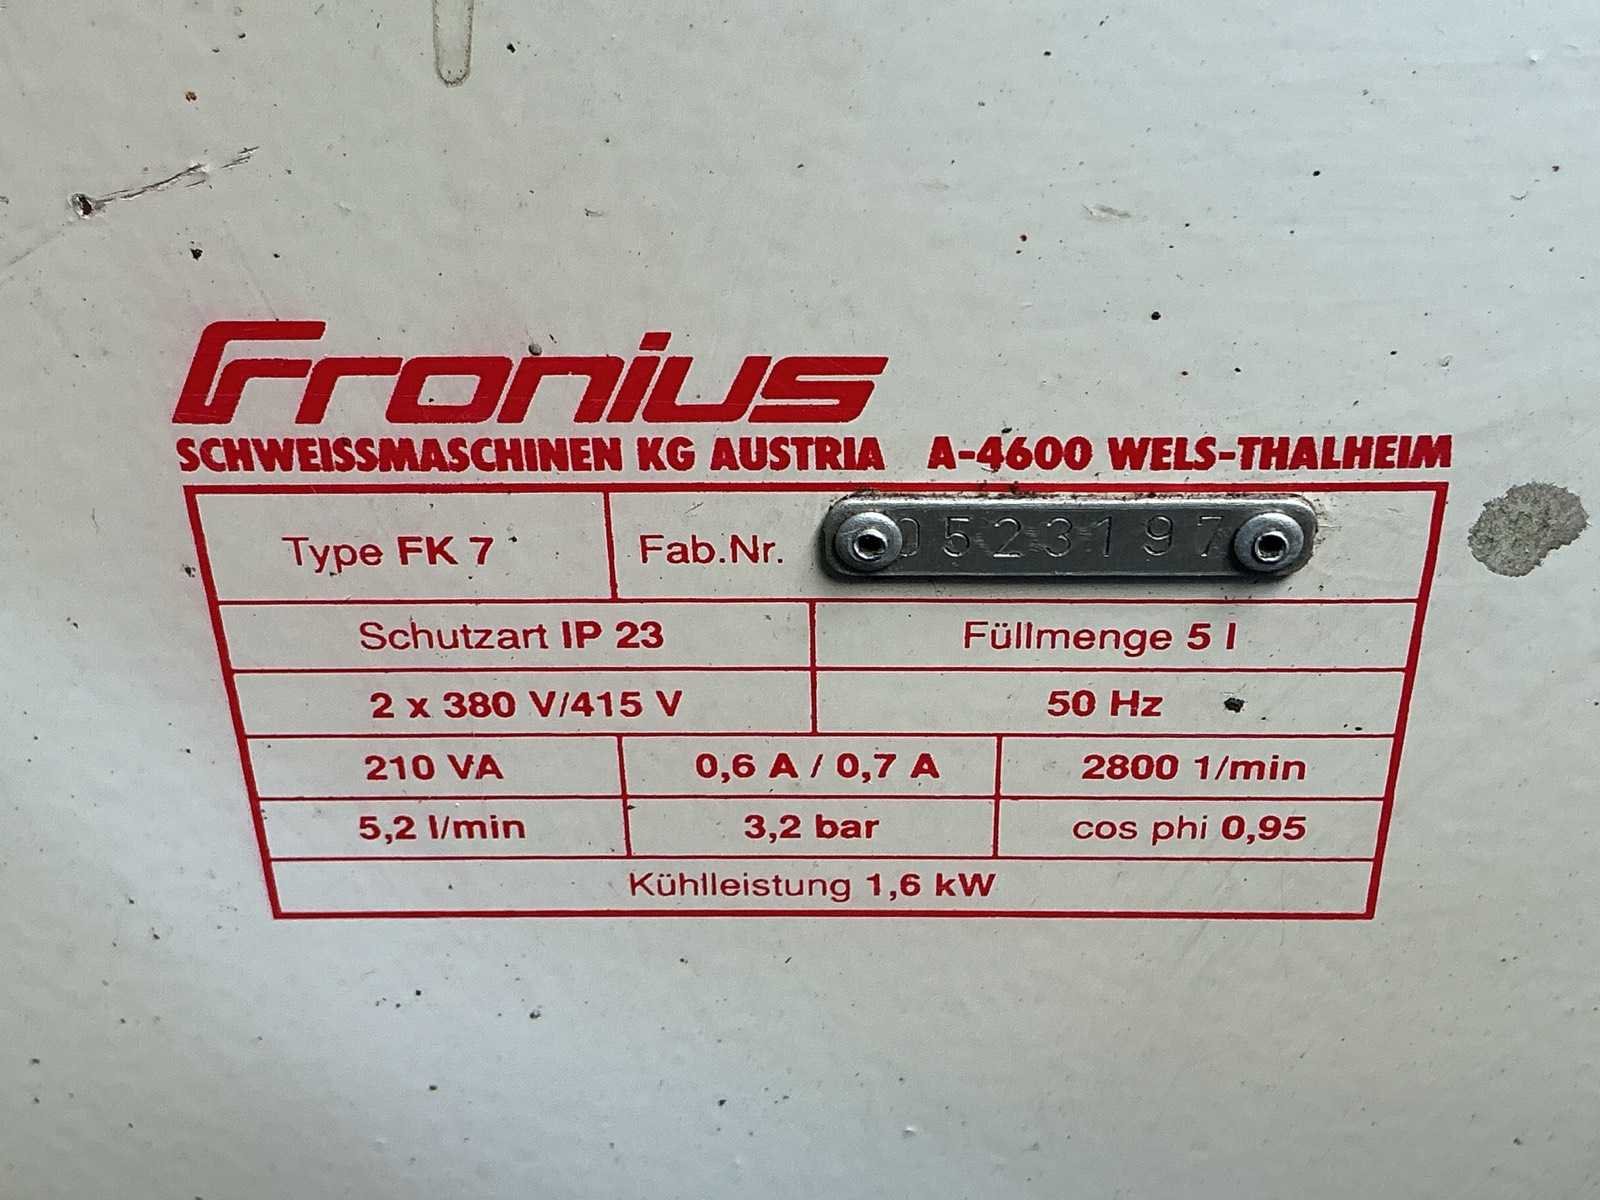 Fronius
SCHWEISSMASCHINEN KG AUSTRIA A-4600 WELS-THALHEIM
Type FK 7 Fab.Nr. 0523197
Schutzart IP 23 Füllmenge 5 l
2 x 380 V/415 V 50 Hz
210 VA 0,6 A / 0,7 A 2800 1/min
5,2 l/min 3,2 bar cos phi 0,95
Kühlleistung 1,6 kW